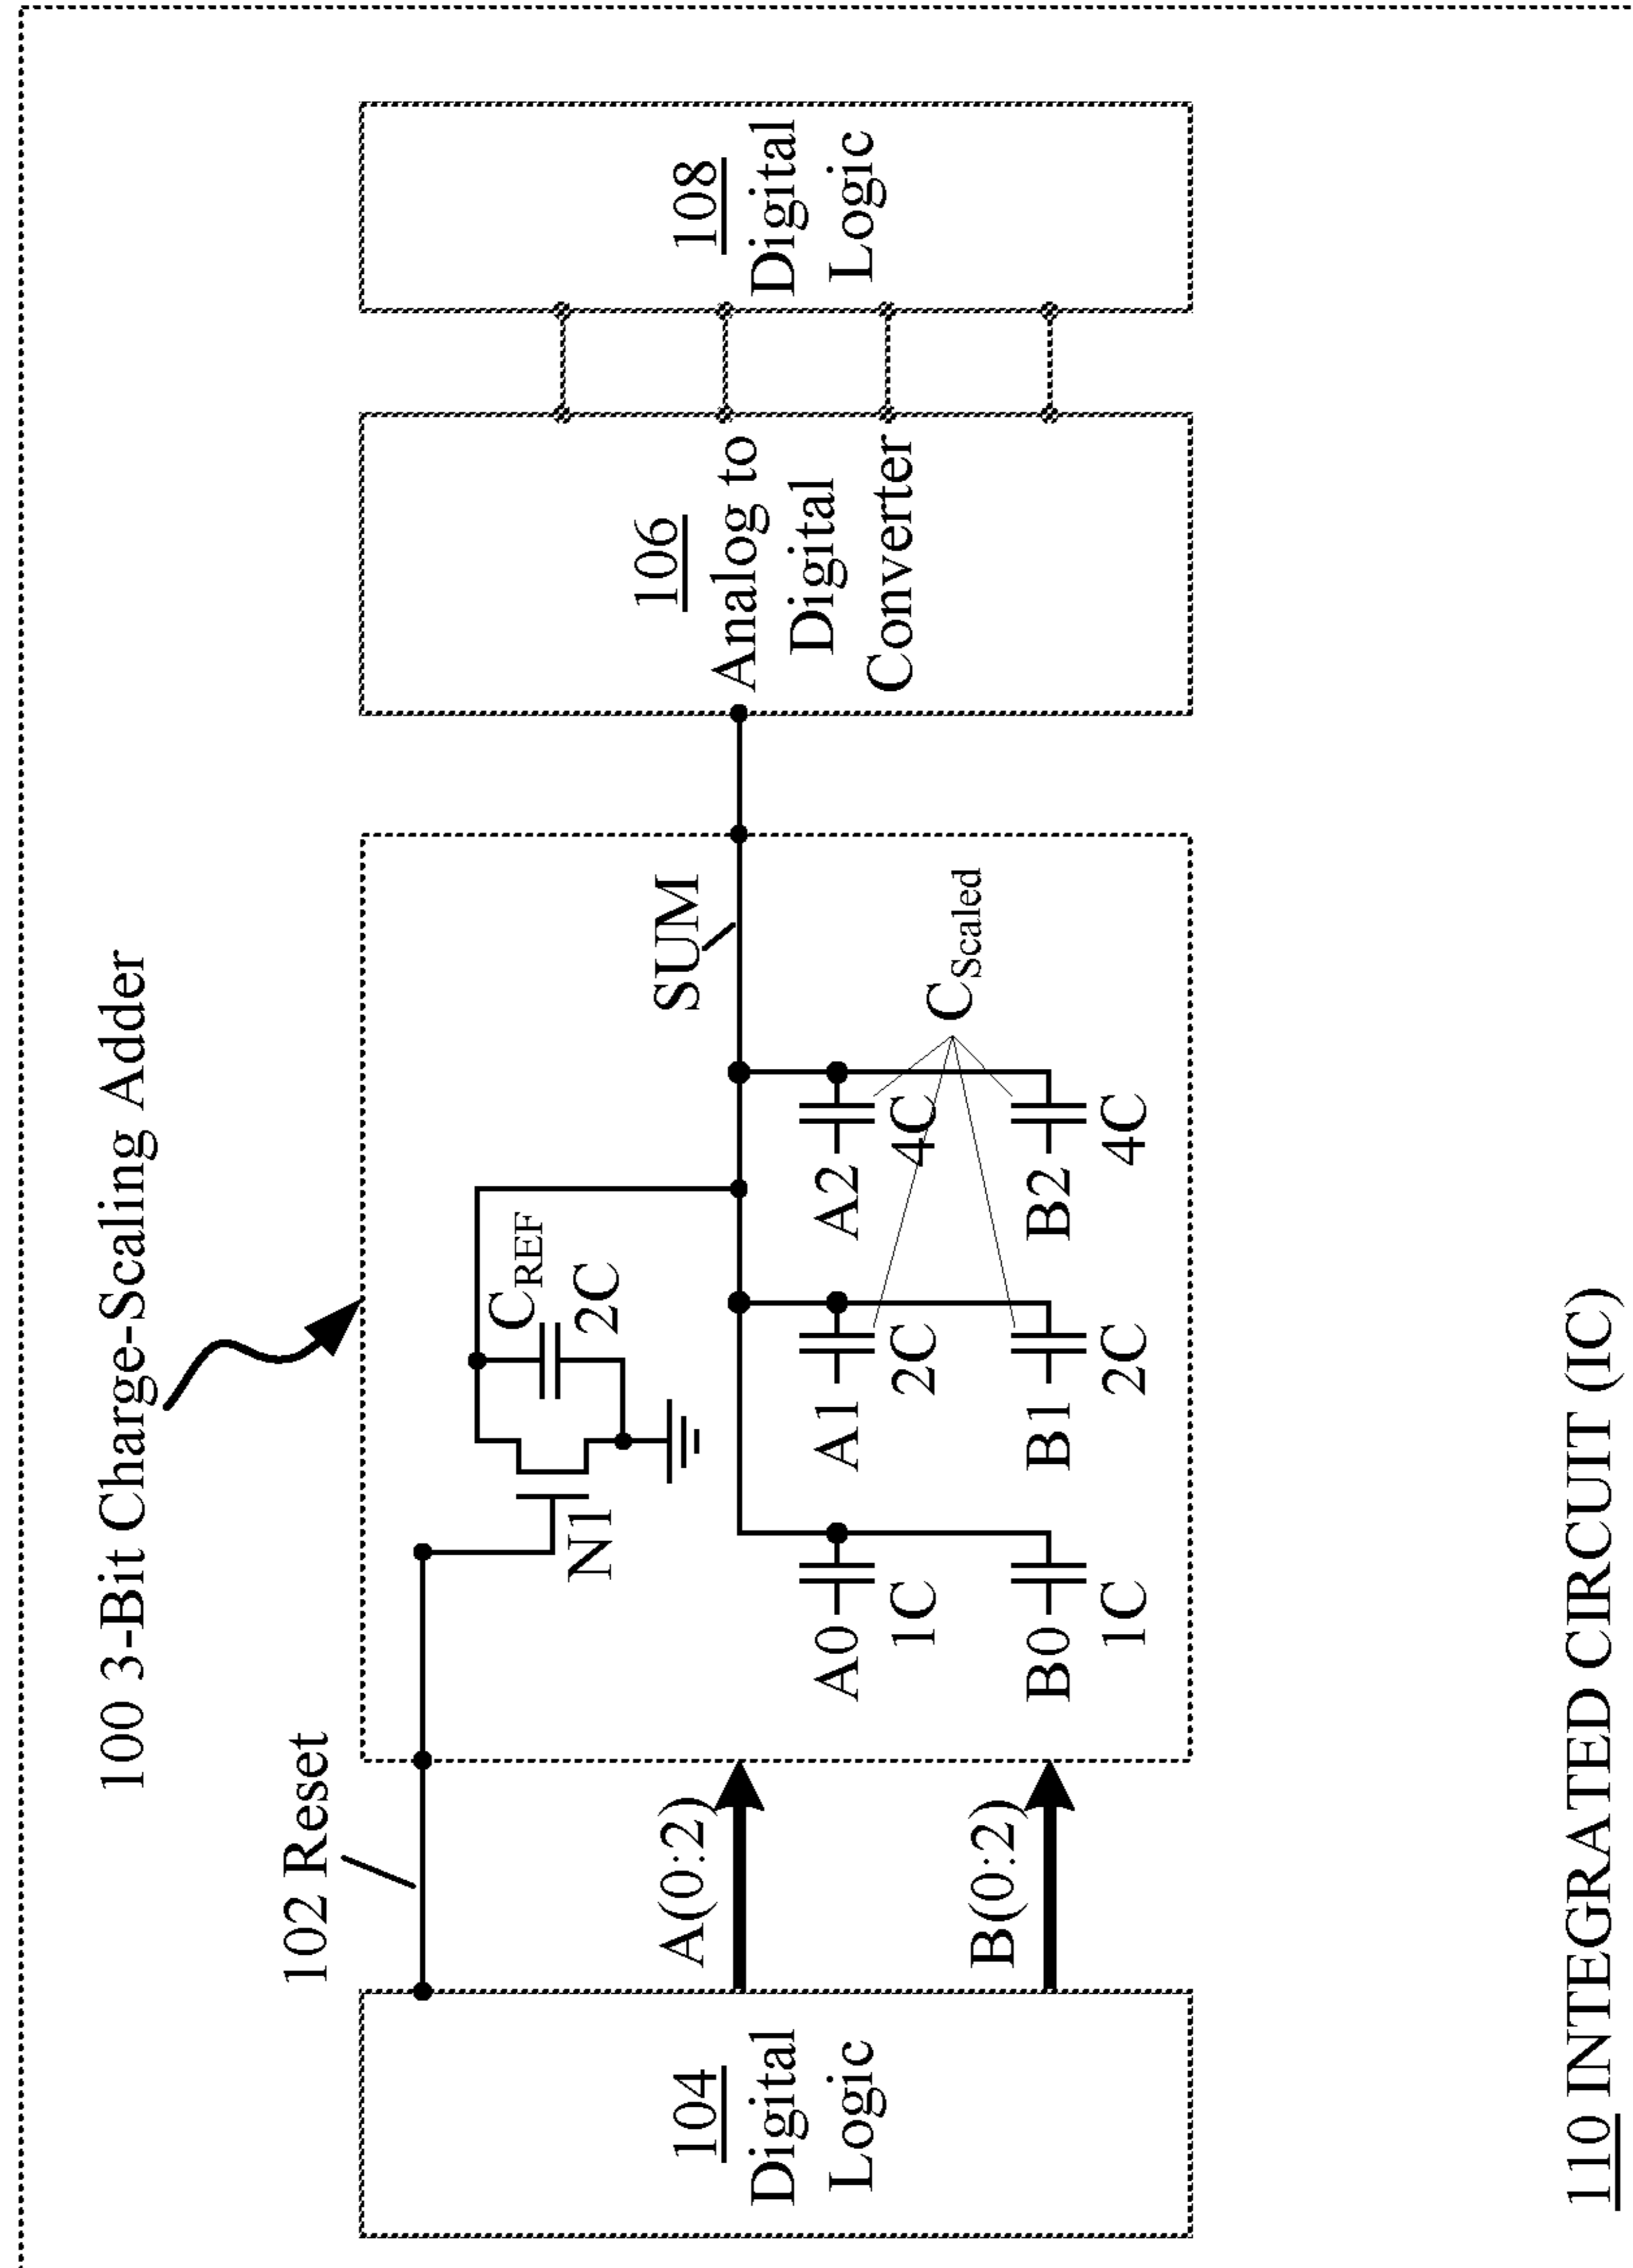 100 3-Bit Charge-Scaling Adder
102 Reset
104
Digital
Logic
A(0:2)
B(0:2)
N1
C_REF
2C
SUM
A0
1C
A1
2C
A2
4C
B0
1C
B1
2C
B2
4C
C_Scaled
106
Analog to
Digital
Converter
108
Digital
Logic
110 INTEGRATED CIRCUIT (IC)